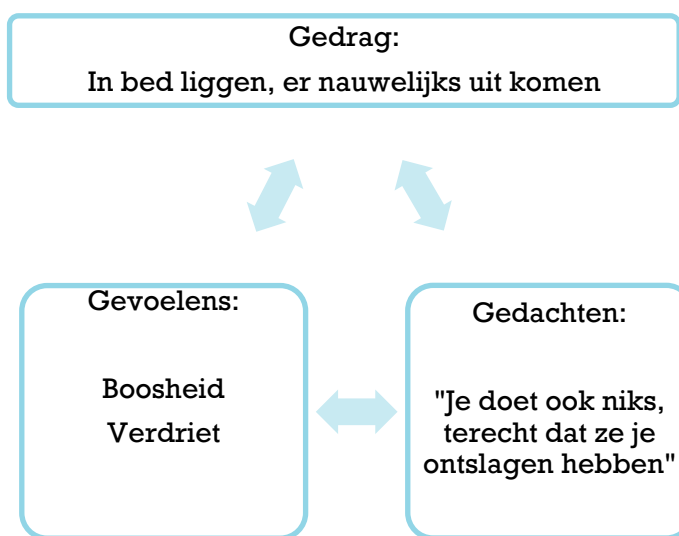 Gedrag:
In bed liggen, er nauwelijks uit komen
Gevoelens:
Boosheid
Verdriet
Gedachten:
"Je doet ook niks,
terecht dat ze je
ontslagen hebben"